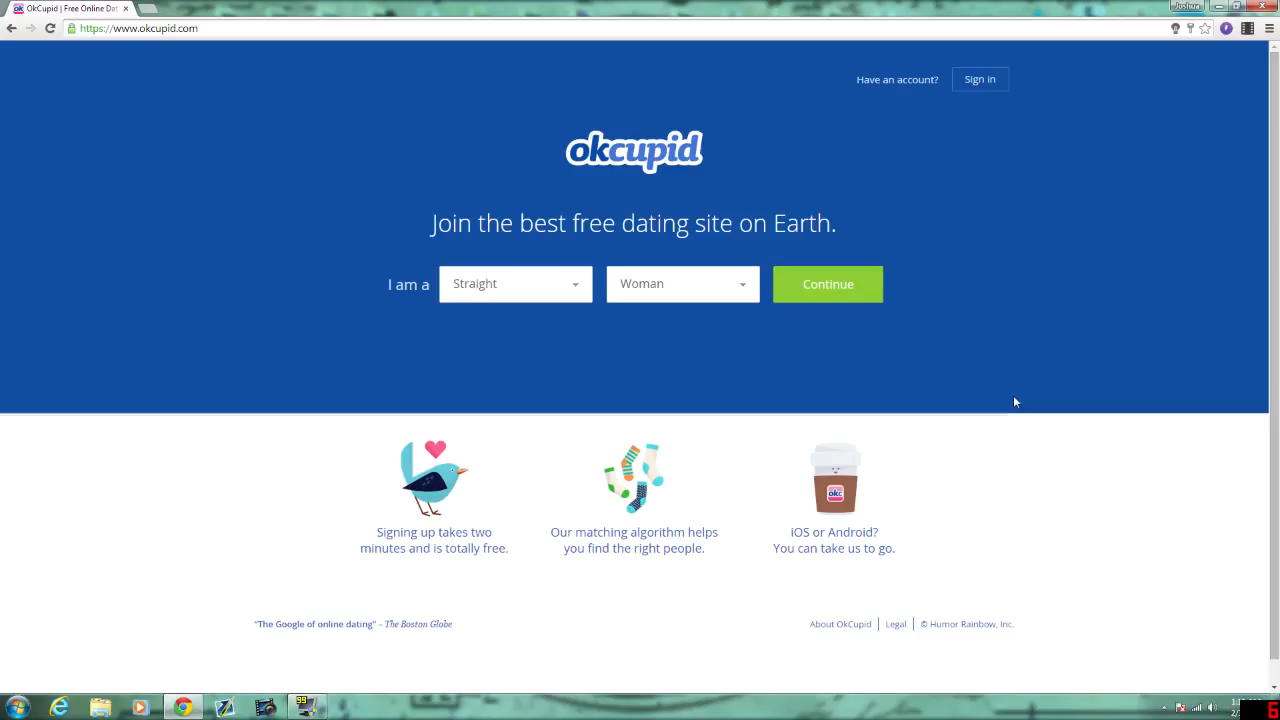 OkCupid | Free Online Dat
Joshua
https://www.okcupid.com
Have an account?
Sign in
okcupid
Join the best free dating site on Earth.
I am a
Straight
Woman
Continue
okc
Signing up takes two
minutes and is totally free.
Our matching algorithm helps
you find the right people.
iOS or Android?
You can take us to go.
"The Google of online dating" – The Boston Globe
About OkCupid
Legal
© Humor Rainbow, Inc.
99